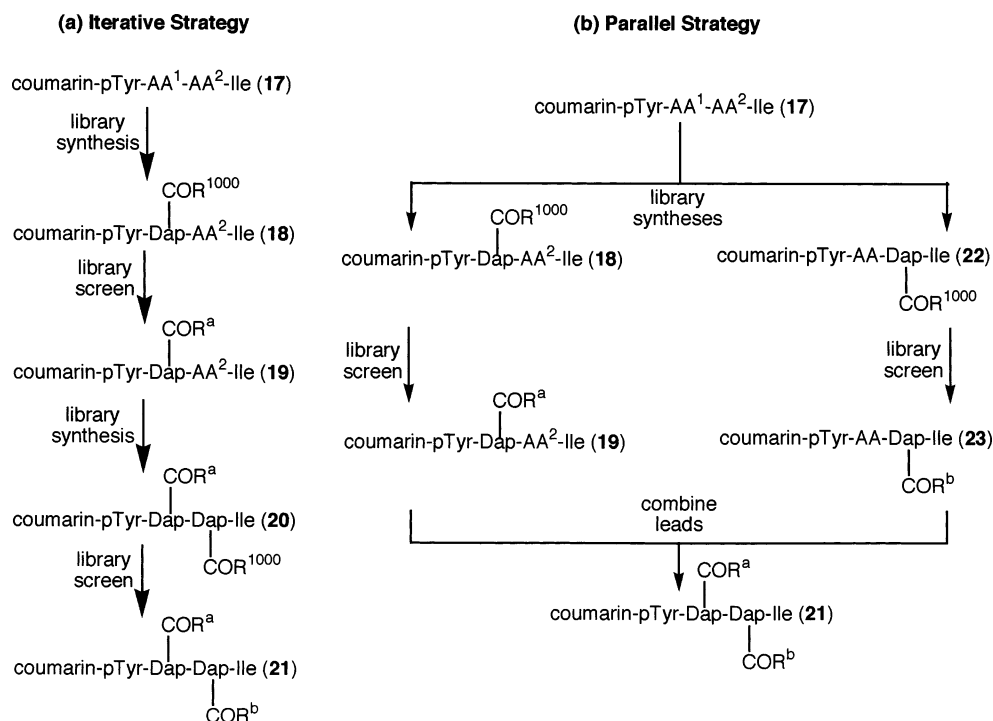 (a) Iterative Strategy
coumarin-pTyr-AA¹-AA²-Ile (17)
library
synthesis
COR¹⁰⁰⁰
coumarin-pTyr-Dap-AA²-Ile (18)
library
screen
CORᵃ
coumarin-pTyr-Dap-AA²-Ile (19)
library
synthesis
CORᵃ
coumarin-pTyr-Dap-Dap-Ile (20)
COR¹⁰⁰⁰
library
screen
CORᵃ
coumarin-pTyr-Dap-Dap-Ile (21)
CORᵇ
(b) Parallel Strategy
coumarin-pTyr-AA¹-AA²-Ile (17)
library
syntheses
COR¹⁰⁰⁰
coumarin-pTyr-Dap-AA²-Ile (18)
coumarin-pTyr-AA-Dap-Ile (22)
COR¹⁰⁰⁰
library
screen
library
screen
CORᵃ
coumarin-pTyr-Dap-AA²-Ile (19)
coumarin-pTyr-AA-Dap-Ile (23)
CORᵇ
combine
leads
CORᵃ
coumarin-pTyr-Dap-Dap-Ile (21)
CORᵇ